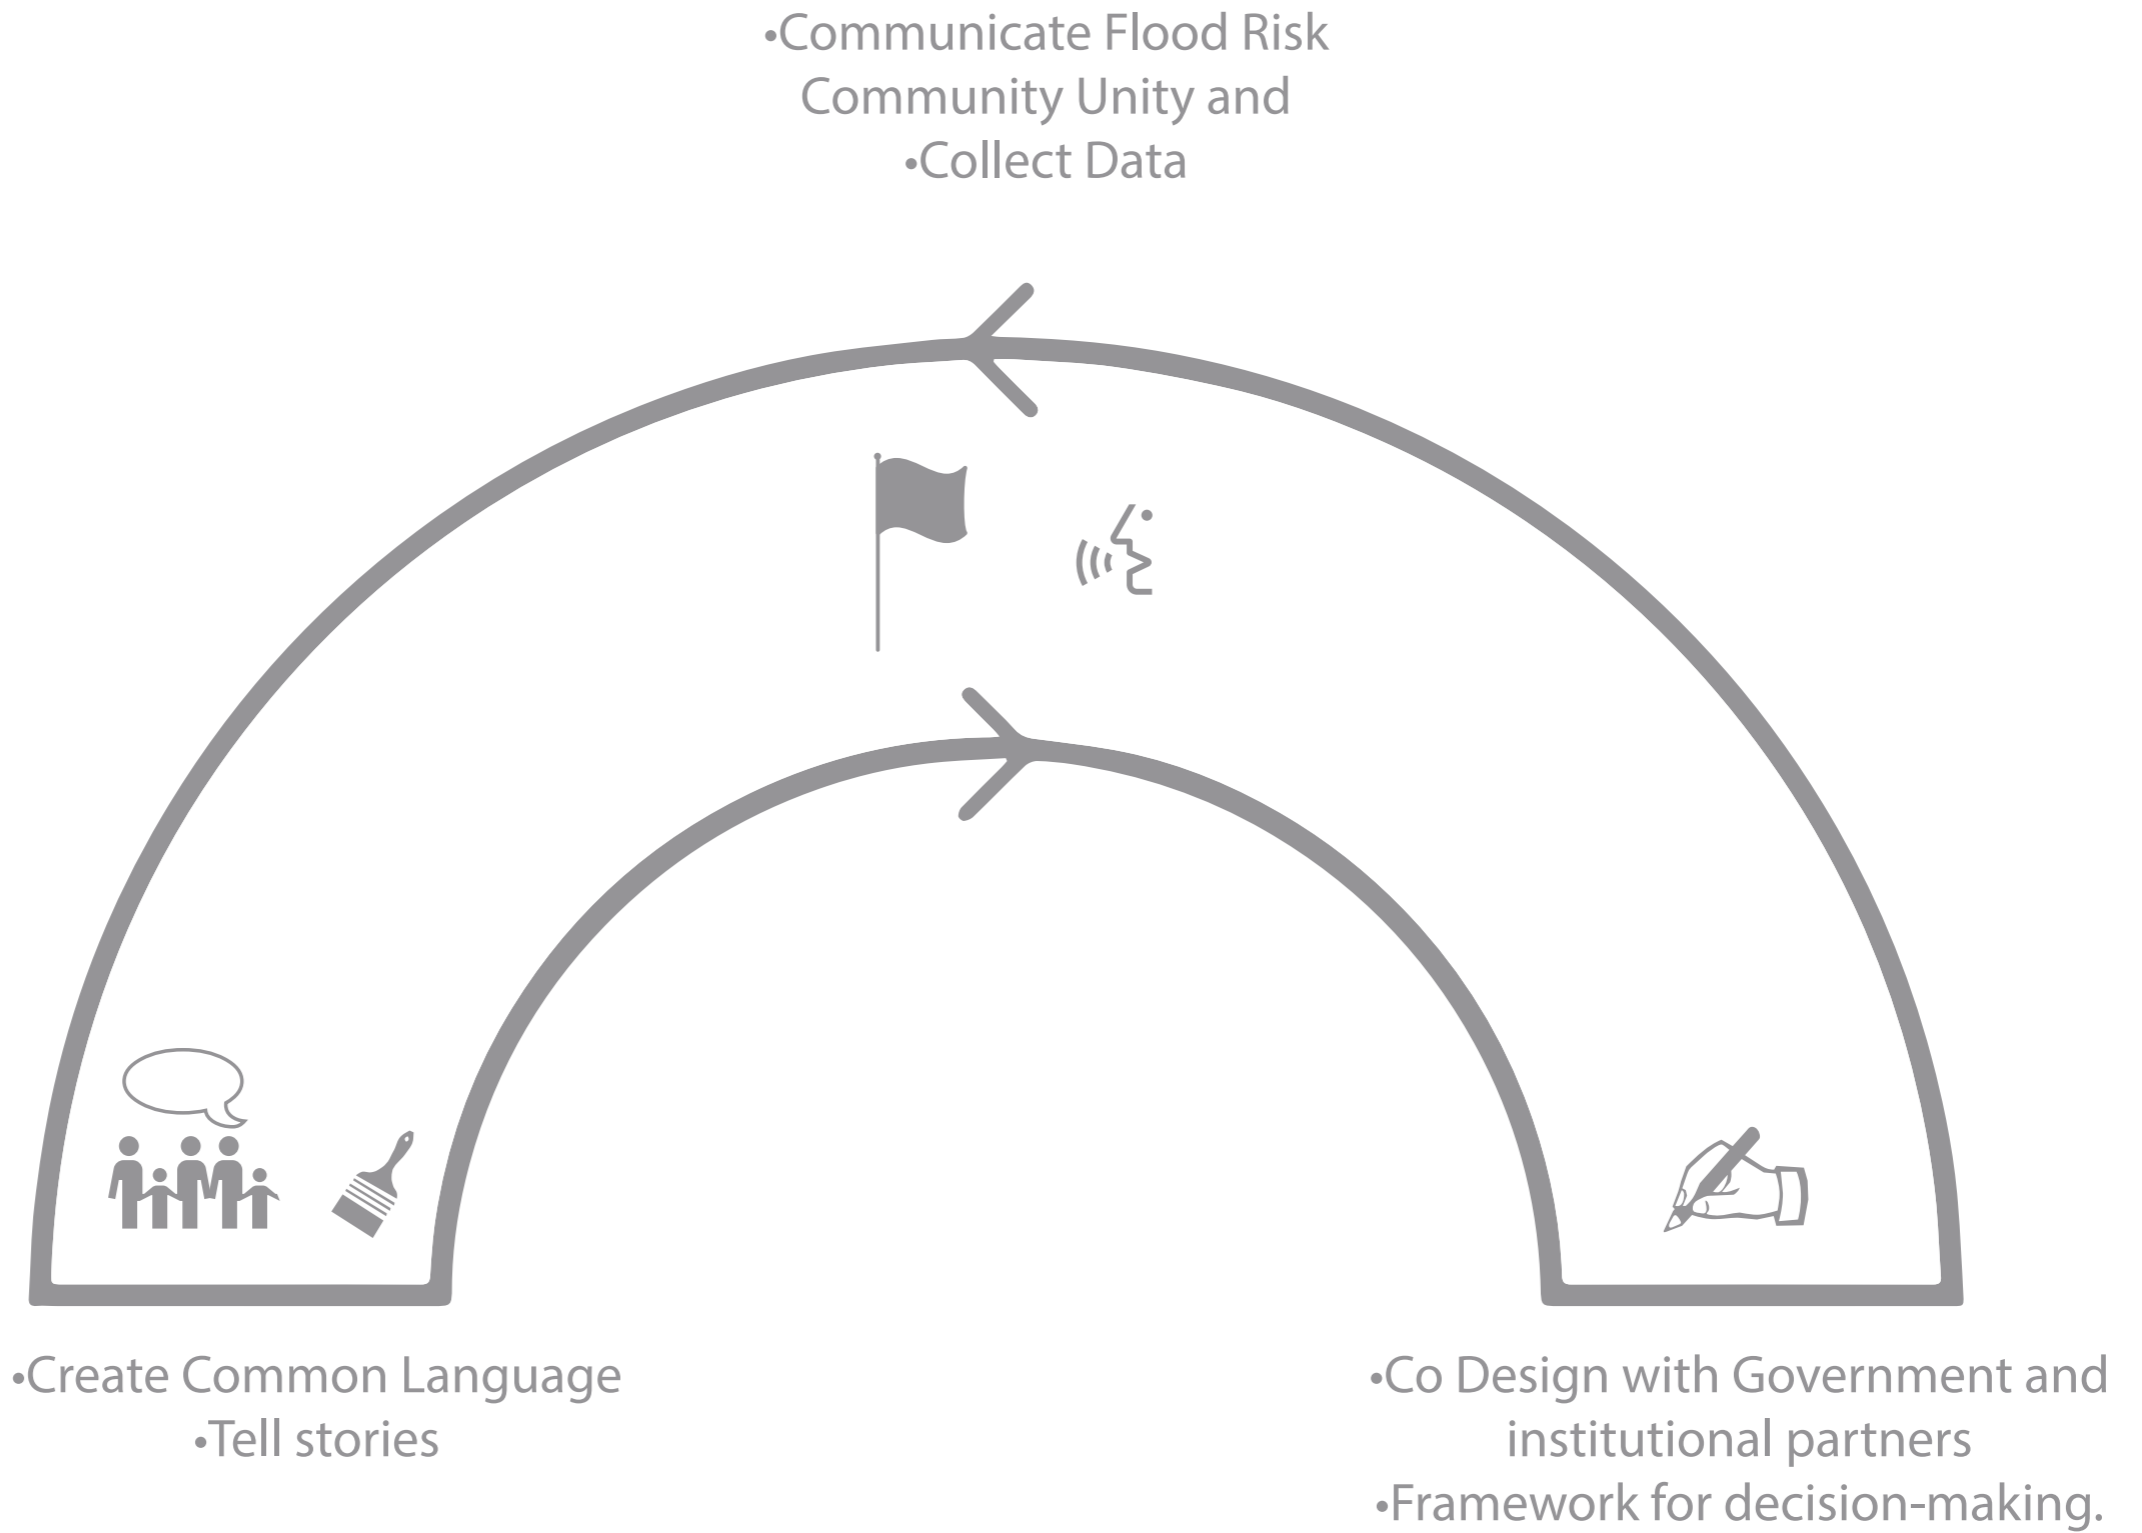 •Communicate Flood Risk
Community Unity and
•Collect Data
•Create Common Language
•Tell stories
•Co Design with Government and
institutional partners
•Framework for decision-making.